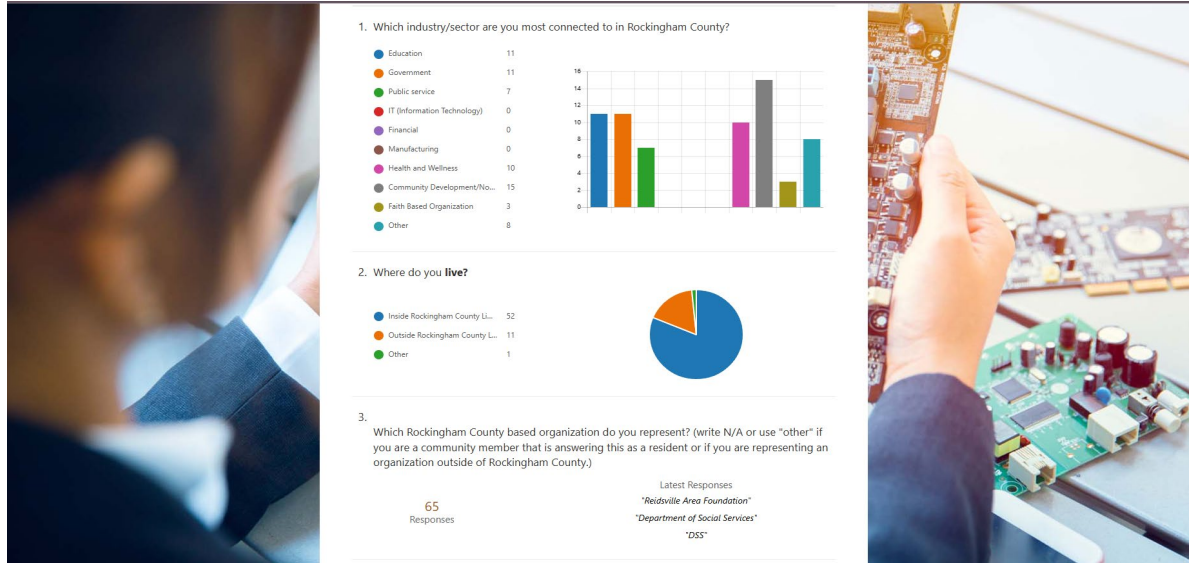 1. Which industry/sector are you most connected to in Rockingham County?
Education 11
Government 11
Public service 7
IT (Information Technology) 0
Financial 0
Manufacturing 0
Health and Wellness 10
Community Development/No... 15
Faith Based Organization 3
Other 8
16
14
12
10
8
6
4
2
0
2. Where do you live?
Inside Rockingham County Li... 52
Outside Rockingham County L... 11
Other 1
3.
Which Rockingham County based organization do you represent? (write N/A or use "other" if
you are a community member that is answering this as a resident or if you are representing an
organization outside of Rockingham County.)
65
Responses
Latest Responses
"Reidsville Area Foundation"
"Department of Social Services"
"DSS"